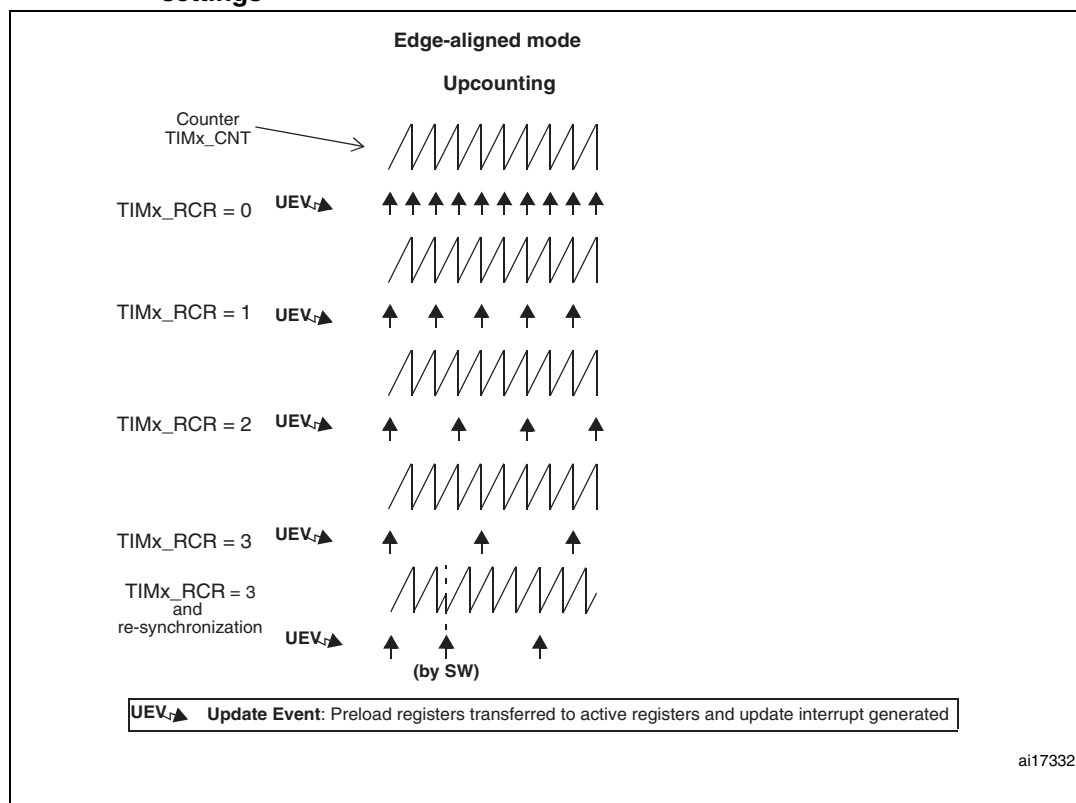 Edge-aligned mode
Upcounting
Counter
TIMx_CNT
TIMx_RCR = 0
UEV
TIMx_RCR = 1
UEV
TIMx_RCR = 2
UEV
TIMx_RCR = 3
UEV
TIMx_RCR = 3
and
re-synchronization
UEV
(by SW)
UEV Update Event: Preload registers transferred to active registers and update interrupt generated
ai17332